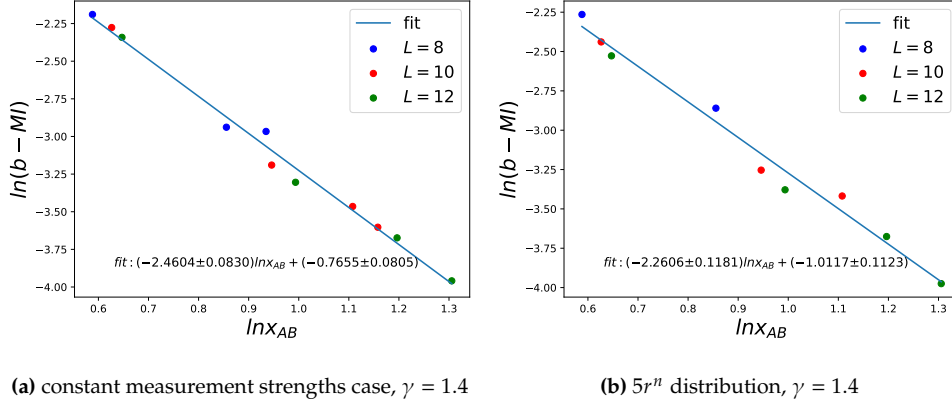 −2.25
−2.50
−2.75
−3.00
−3.25
−3.50
−3.75
−4.00
ln(b − MI)
fit
L = 8
L = 10
L = 12
fit : (−2.4604±0.0830)lnx_AB + (−0.7655±0.0805)
0.6 0.7 0.8 0.9 1.0 1.1 1.2 1.3
lnx_AB
(a) constant measurement strengths case, γ = 1.4
−2.25
−2.50
−2.75
−3.00
−3.25
−3.50
−3.75
−4.00
ln(b − MI)
fit
L = 8
L = 10
L = 12
fit : (−2.2606±0.1181)lnx_AB + (−1.0117±0.1123)
0.6 0.7 0.8 0.9 1.0 1.1 1.2 1.3
lnx_AB
(b) 5rⁿ distribution, γ = 1.4